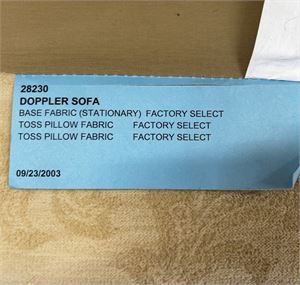 28230
DOPPLER SOFA
BASE FABRIC (STATIONARY) FACTORY SELECT
TOSS PILLOW FABRIC FACTORY SELECT
TOSS PILLOW FABRIC FACTORY SELECT
09/23/2003